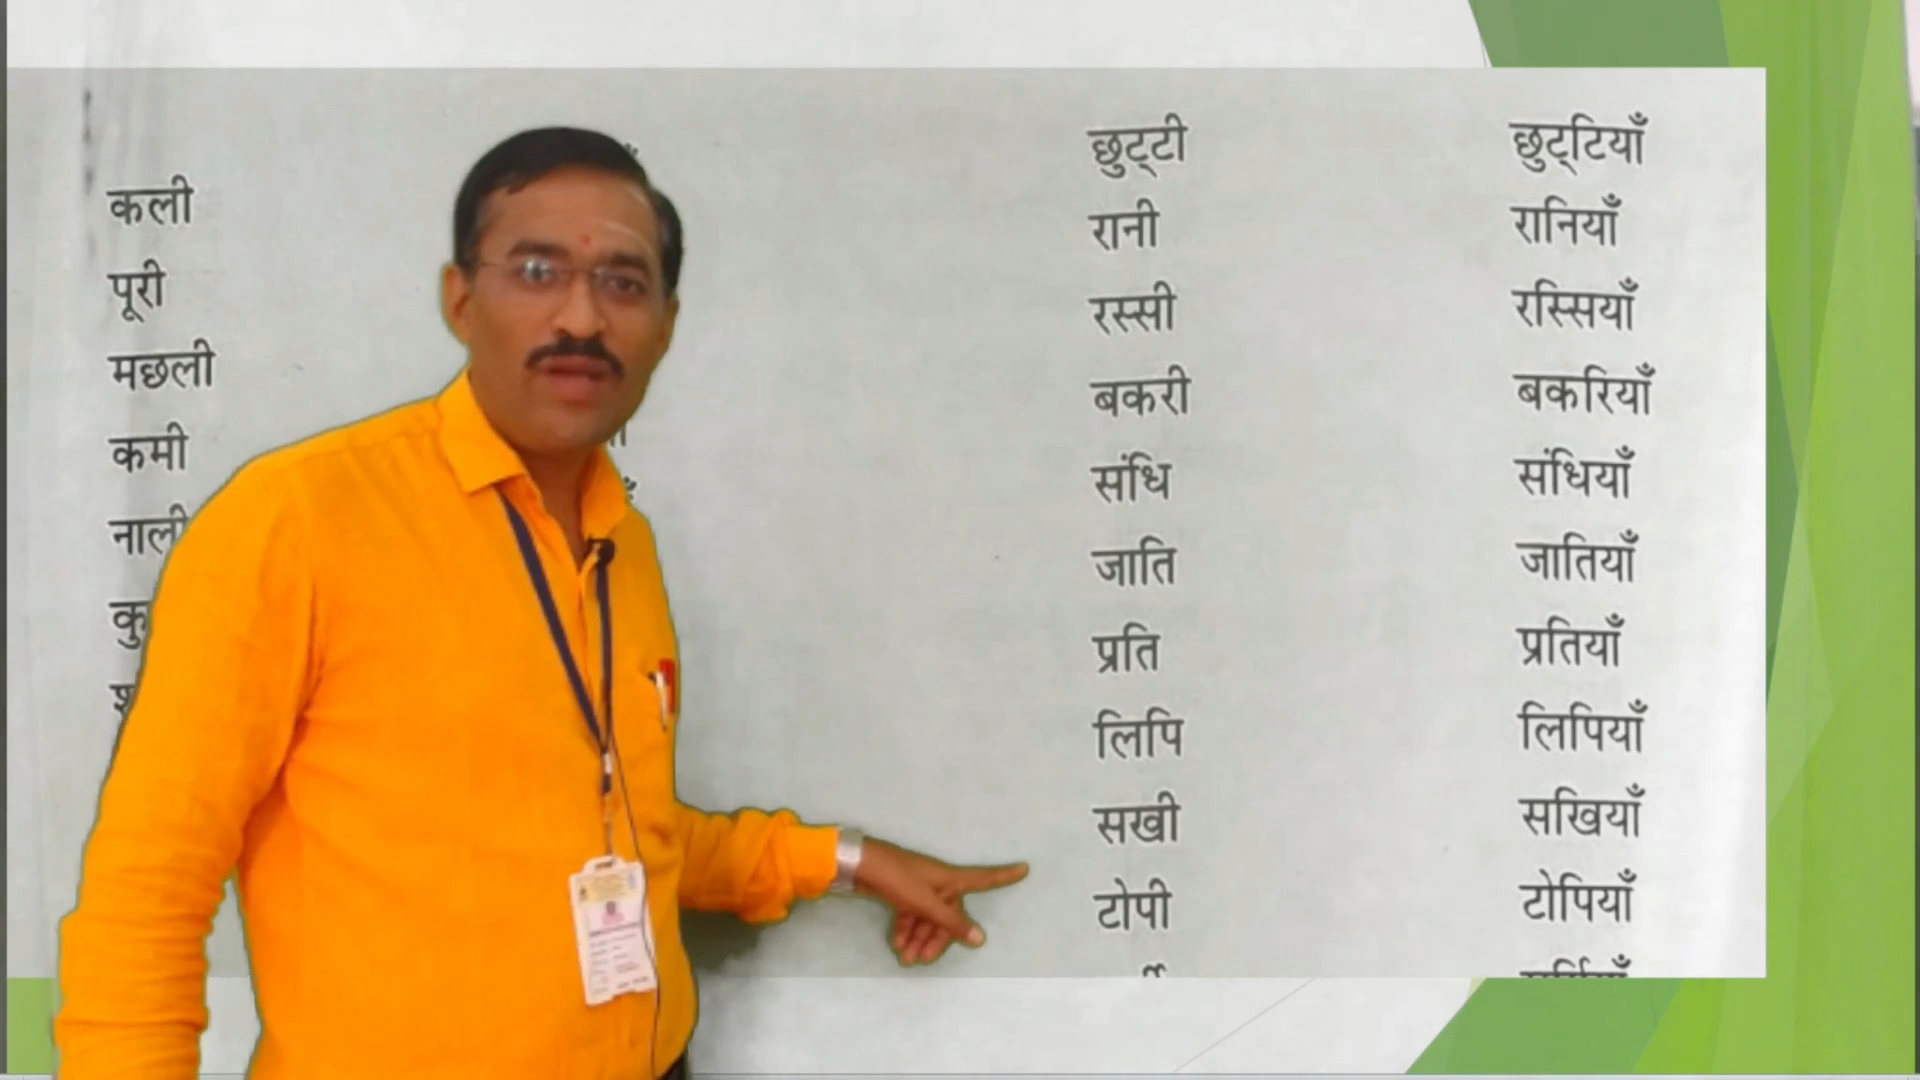 छुट्टी छुट्टियाँ
कली रानी रानियाँ
पूरी रस्सी रस्सियाँ
मछली बकरी बकरियाँ
कमी संधि संधियाँ
नाली जाति जातियाँ
प्रति प्रतियाँ
लिपि लिपियाँ
सखी सखियाँ
टोपी टोपियाँ